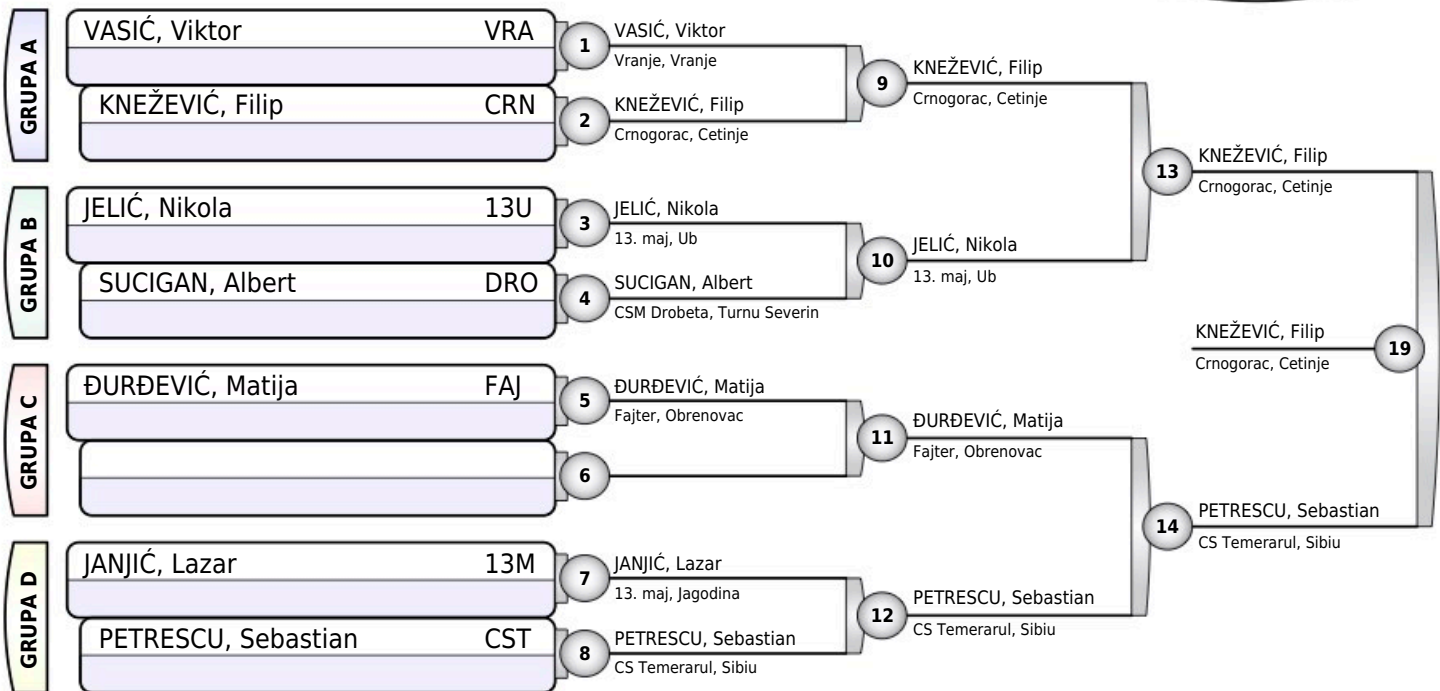 GRUPA A
VASIĆ, Viktor VRA
KNEŽEVIĆ, Filip CRN
GRUPA B
JELIĆ, Nikola 13U
SUCIGAN, Albert DRO
GRUPA C
ĐURĐEVIĆ, Matija FAJ
GRUPA D
JANJIĆ, Lazar 13M
PETRESCU, Sebastian CST
1
VASIĆ, Viktor
Vranje, Vranje
2
KNEŽEVIĆ, Filip
Crnogorac, Cetinje
3
JELIĆ, Nikola
13. maj, Ub
4
SUCIGAN, Albert
CSM Drobeta, Turnu Severin
5
ĐURĐEVIĆ, Matija
Fajter, Obrenovac
6
7
JANJIĆ, Lazar
13. maj, Jagodina
8
PETRESCU, Sebastian
CS Temerarul, Sibiu
9
KNEŽEVIĆ, Filip
Crnogorac, Cetinje
10
JELIĆ, Nikola
13. maj, Ub
11
ĐURĐEVIĆ, Matija
Fajter, Obrenovac
12
PETRESCU, Sebastian
CS Temerarul, Sibiu
13
KNEŽEVIĆ, Filip
Crnogorac, Cetinje
14
PETRESCU, Sebastian
CS Temerarul, Sibiu
KNEŽEVIĆ, Filip
Crnogorac, Cetinje
19